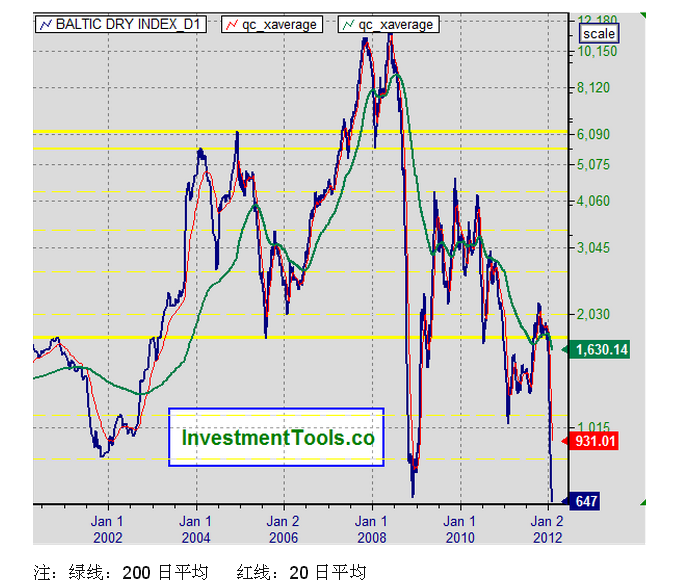 BALTIC DRY INDEX_D1 qc_xaverage qc_xaverage
12,180
scale
10,150
8,120
6,090
5,075
4,060
3,045
2,030
1,630.14
1,015
931.01
647
InvestmentTools.co
Jan 1 Jan 1 Jan 2 Jan 1 Jan 1 Jan 2
2002 2004 2006 2008 2010 2012
注：绿线：200 日平均 红线：20 日平均